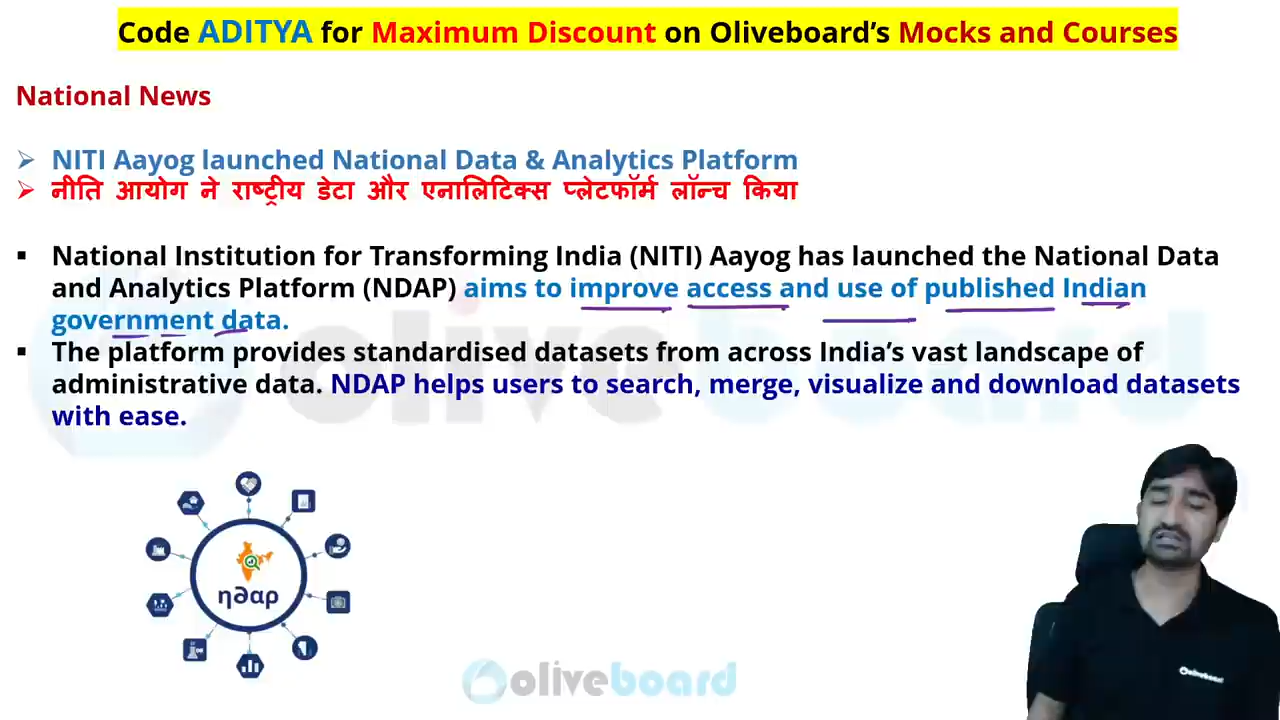 Code ADITYA for Maximum Discount on Oliveboard’s Mocks and Courses
National News
NITI Aayog launched National Data & Analytics Platform
नीति आयोग ने राष्ट्रीय डेटा और एनालिटिक्स प्लेटफॉर्म लॉन्च किया
National Institution for Transforming India (NITI) Aayog has launched the National Data
and Analytics Platform (NDAP) aims to improve access and use of published Indian
government data.
The platform provides standardised datasets from across India’s vast landscape of
administrative data. NDAP helps users to search, merge, visualize and download datasets
with ease.
oliveboard
ndap
oliveboard
oliveboard